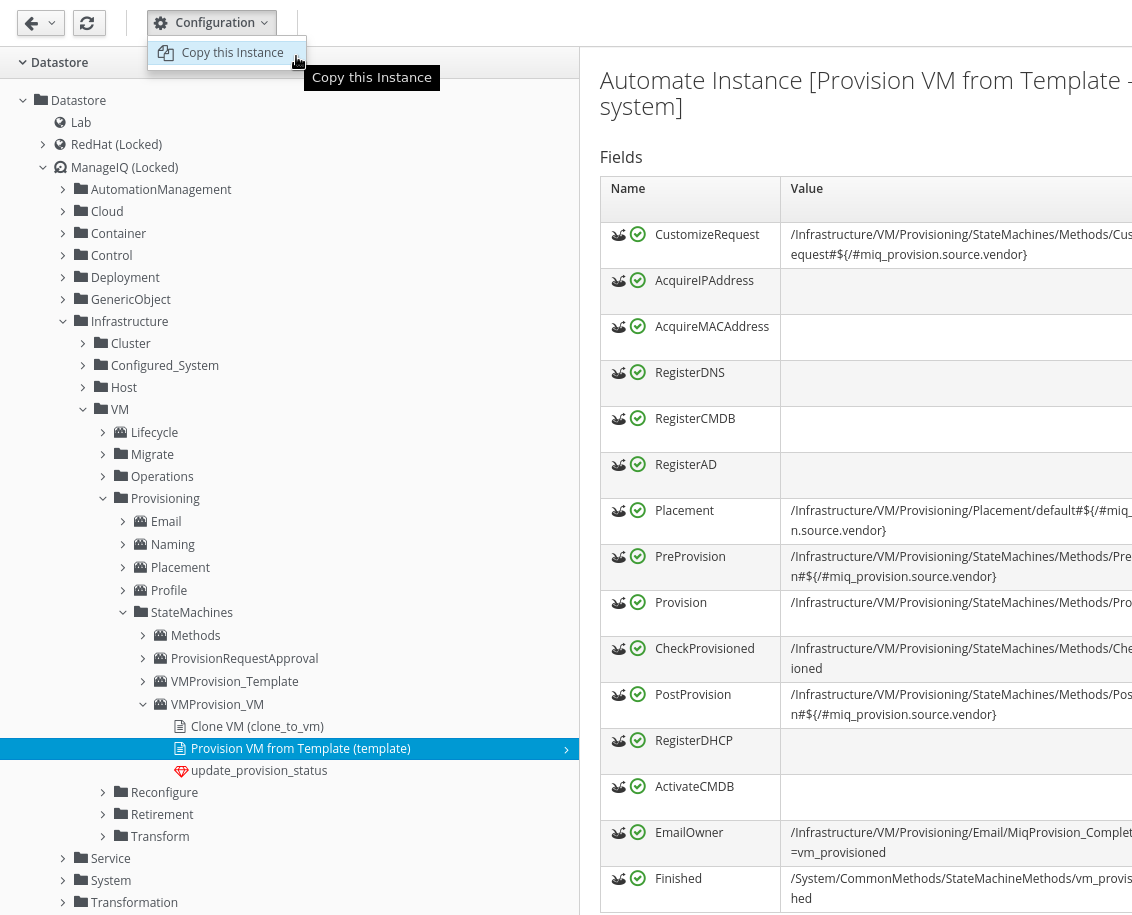 Configuration
Copy this Instance
Copy this Instance
Datastore
Datastore
Lab
RedHat (Locked)
ManageIQ (Locked)
AutomationManagement
Cloud
Container
Control
Deployment
GenericObject
Infrastructure
Cluster
Configured_System
Host
VM
Lifecycle
Migrate
Operations
Provisioning
Email
Naming
Placement
Profile
StateMachines
Methods
ProvisionRequestApproval
VMProvision_Template
VMProvision_VM
Clone VM (clone_to_vm)
Provision VM from Template (template)
update_provision_status
Reconfigure
Retirement
Transform
Service
System
Transformation
Automate Instance [Provision VM from Template -
system]
Fields
Name Value
CustomizeRequest /Infrastructure/VM/Provisioning/StateMachines/Methods/Cus
equest#${/#miq_provision.source.vendor}
AcquireIPAddress
AcquireMACAddress
RegisterDNS
RegisterCMDB
RegisterAD
Placement /Infrastructure/VM/Provisioning/Placement/default#${/#miq_
n.source.vendor}
PreProvision /Infrastructure/VM/Provisioning/StateMachines/Methods/Pre
n#${/#miq_provision.source.vendor}
Provision /Infrastructure/VM/Provisioning/StateMachines/Methods/Pro
CheckProvisioned /Infrastructure/VM/Provisioning/StateMachines/Methods/Che
ioned
PostProvision /Infrastructure/VM/Provisioning/StateMachines/Methods/Pos
n#${/#miq_provision.source.vendor}
RegisterDHCP
ActivateCMDB
EmailOwner /Infrastructure/VM/Provisioning/Email/MiqProvision_Complet
=vm_provisioned
Finished /System/CommonMethods/StateMachineMethods/vm_provis
hed